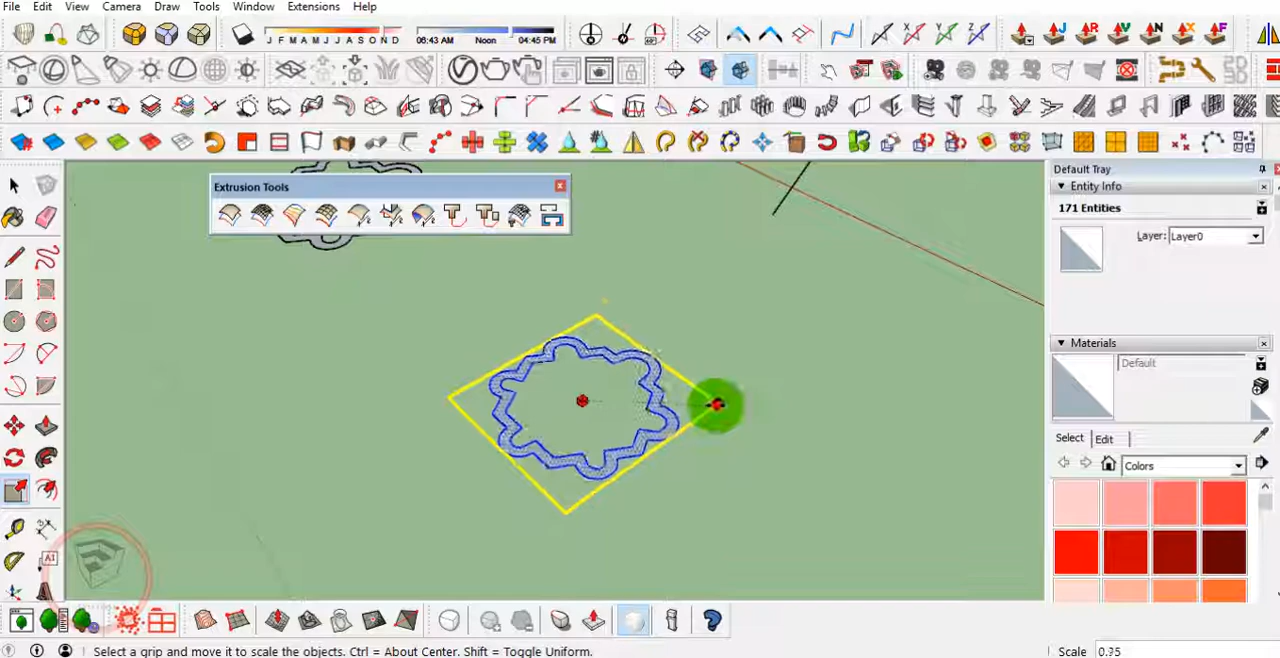 File Edit View Camera Draw Tools Window Extensions Help
J F M A M J J A S O N D
08:43 AM Noon 04:45 PM
Default Tray
Entity Info
171 Entities
Layer: Layer0
Extrusion Tools
Materials
Default
Select Edit
Colors
Select a grip and move it to scale the objects. Ctrl = About Center. Shift = Toggle Uniform.
Scale 0.95